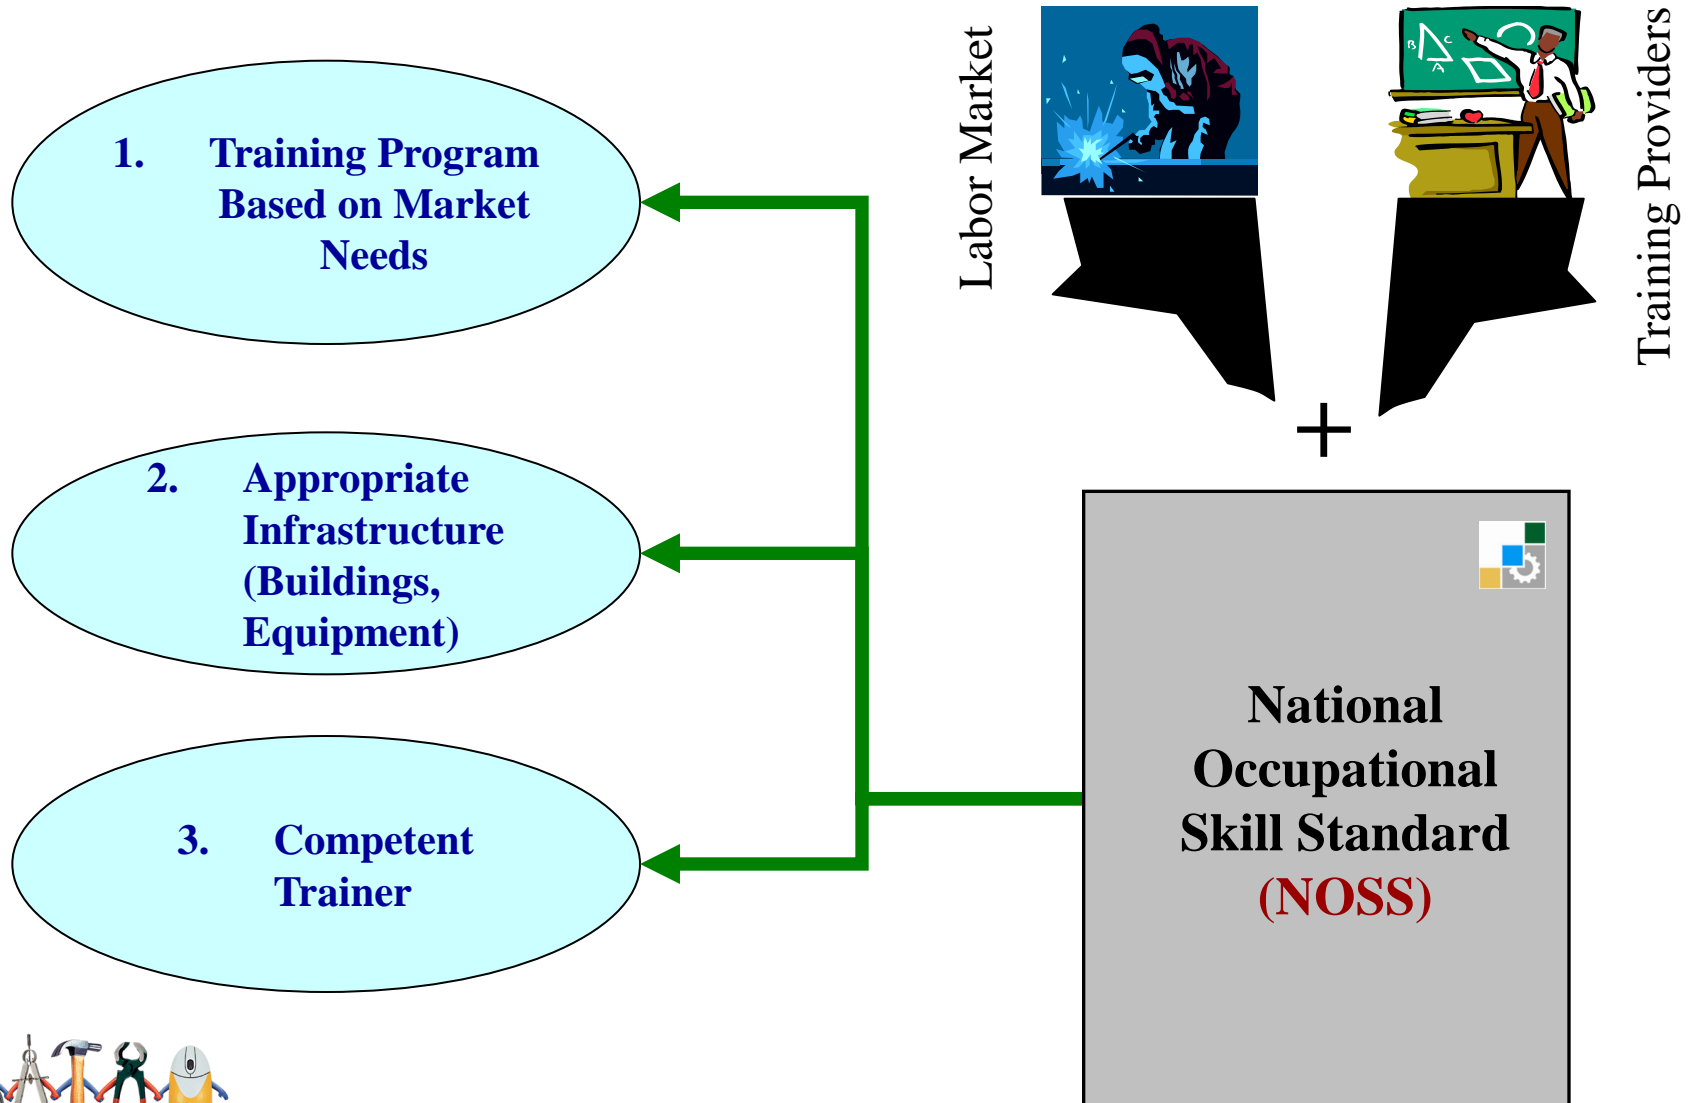 1. Training Program
Based on Market
Needs
2. Appropriate
Infrastructure
(Buildings,
Equipment)
3. Competent
Trainer
Labor Market
Training Providers
B
C
A
+
National
Occupational
Skill Standard
(NOSS)